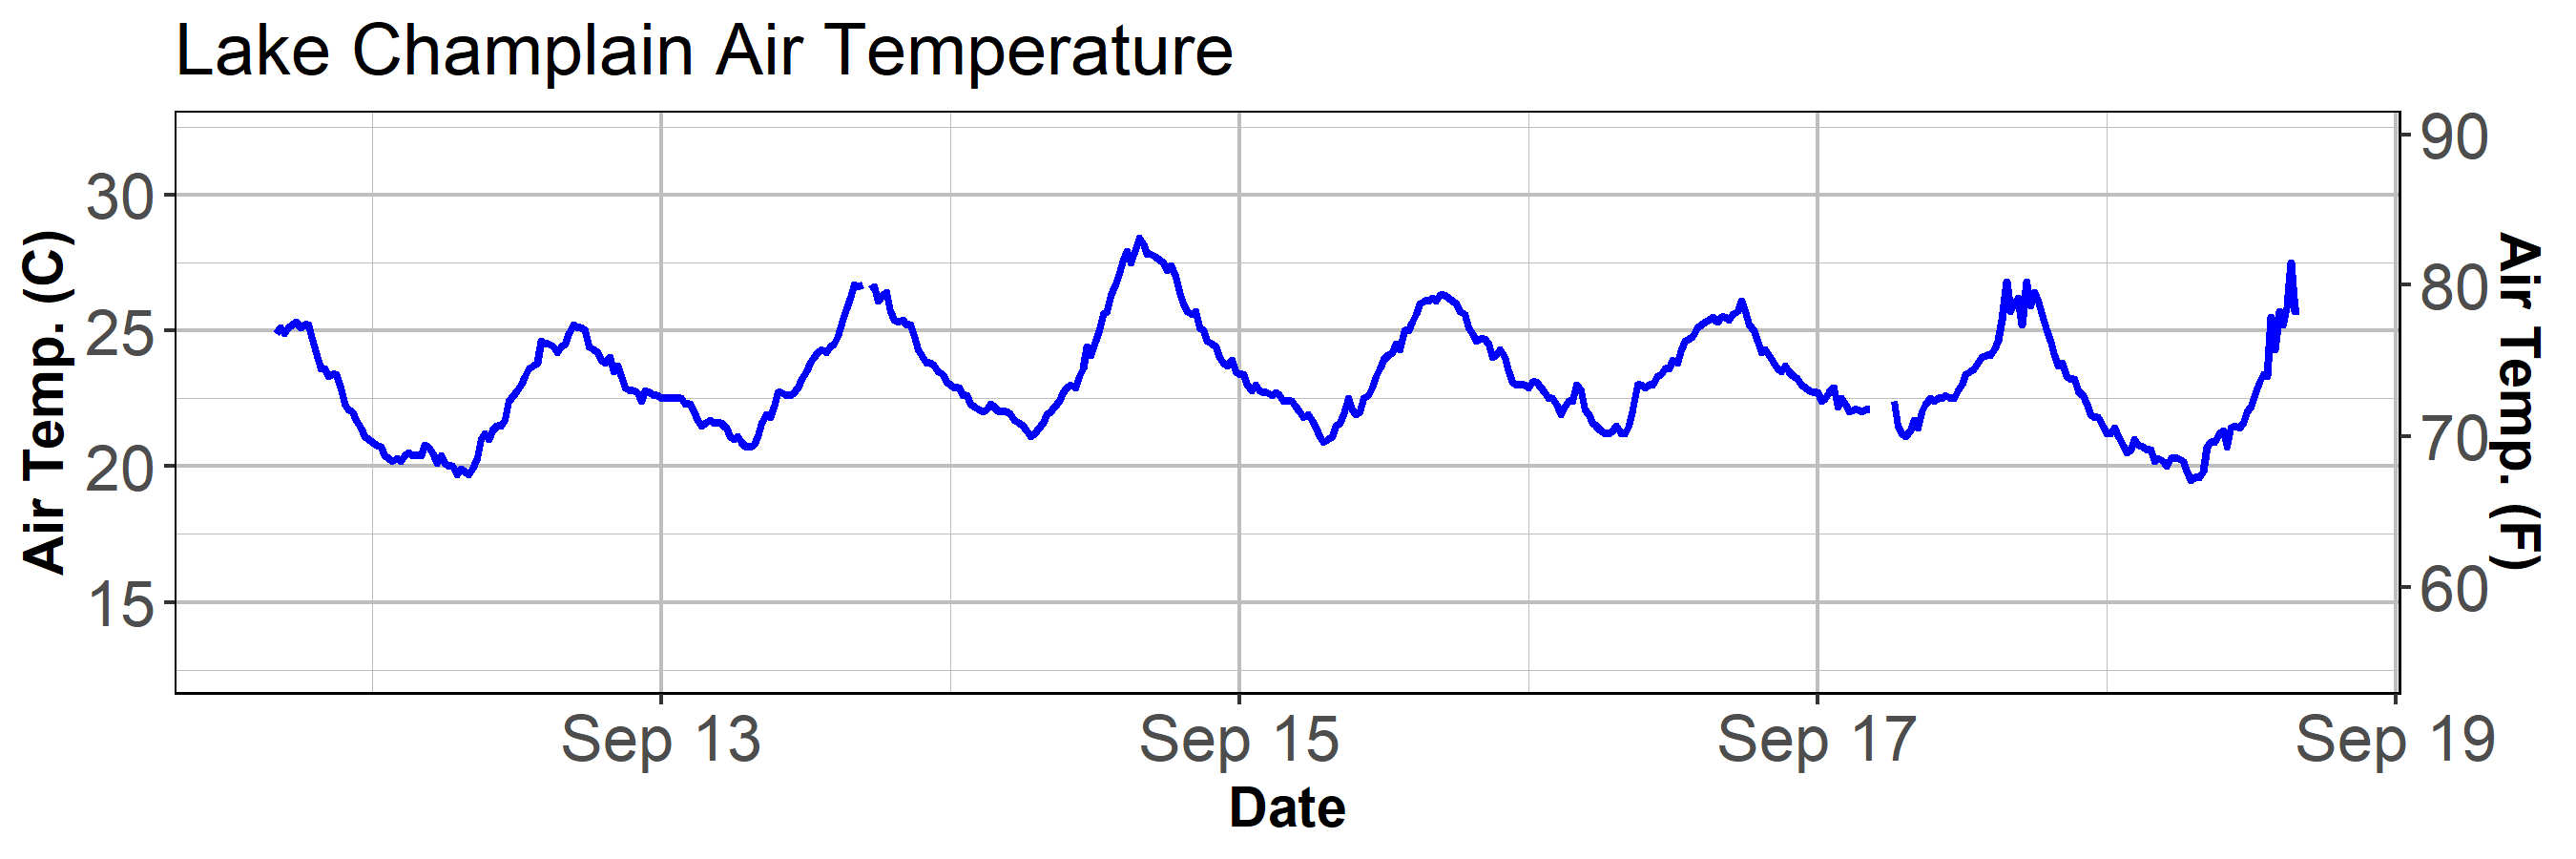 Lake Champlain Air Temperature
Air Temp. (C)
30
25
20
15
90
80
70
60
Air Temp. (F)
Sep 13 Sep 15 Sep 17 Sep 19
Date